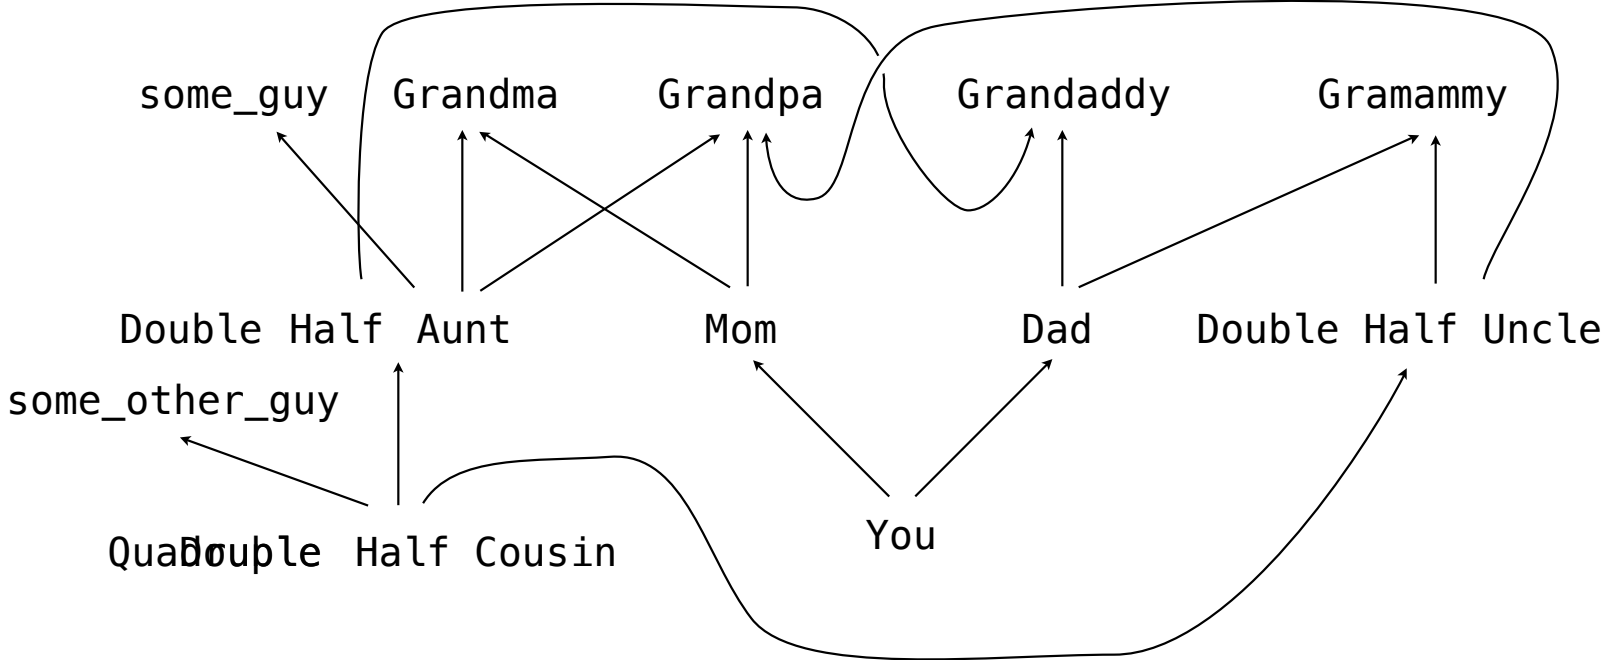 some_guy Grandma Grandpa Grandaddy Gramammy
Double Half Aunt Mom Dad Double Half Uncle
some_other_guy
You
Half Cousin